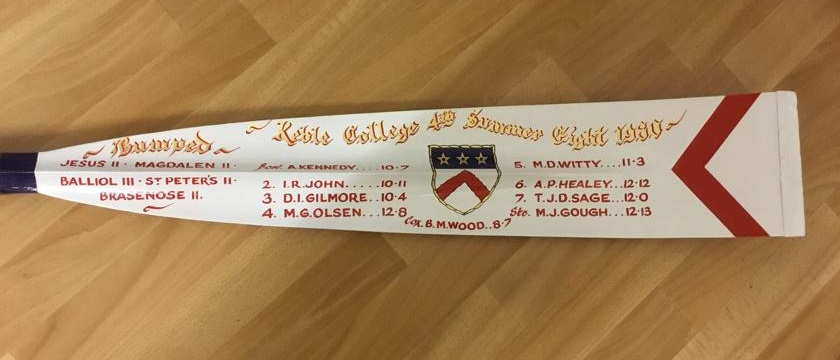 ~ Bumped ~
JESUS II · MAGDALEN II ·
BALLIOL III · ST PETER'S II ·
BRASENOSE II.
~ Keble College 4th Summer Eight 1980 ~
Bow. A.KENNEDY....10·7
2. I.R.JOHN.....10·11
3. D.I.GILMORE..10·4
4. M.G.OLSEN...12·8
Cox. B.M.WOOD..8·7
5. M.D.WITTY...11·3
6. A.P.HEALEY...12·12
7. T.J.D.SAGE...12·0
Sto. M.J.GOUGH...12·13